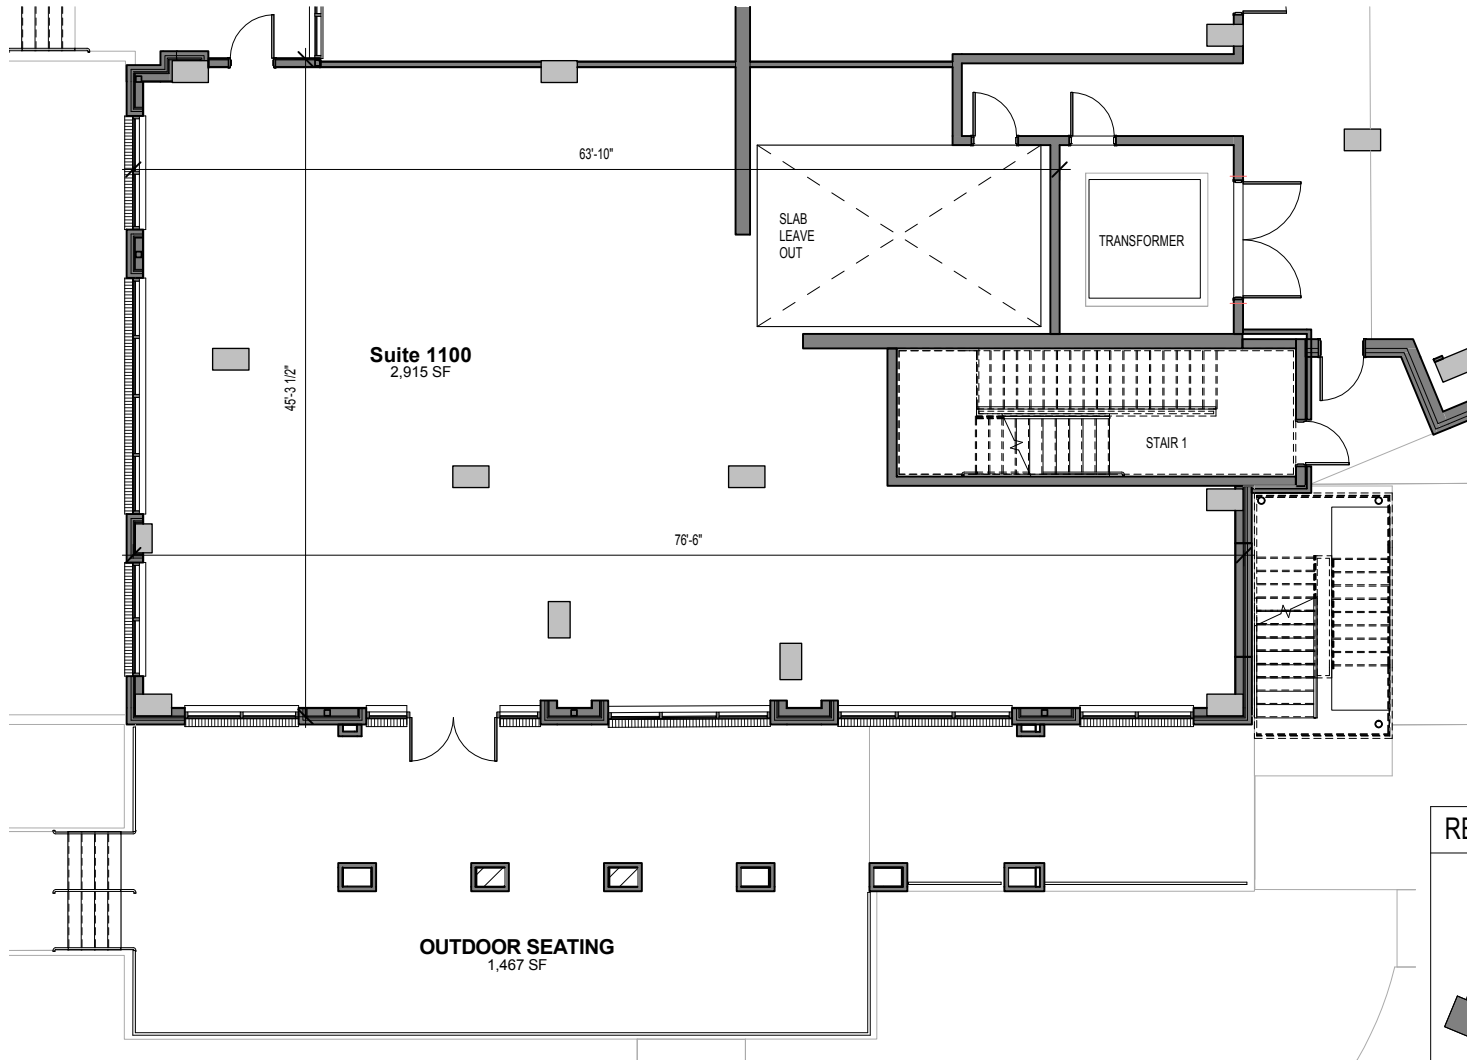 63'-10"
SLAB
LEAVE
OUT
TRANSFORMER
Suite 1100
2,915 SF
45'-3 1/2"
STAIR 1
76'-6"
OUTDOOR SEATING
1,467 SF